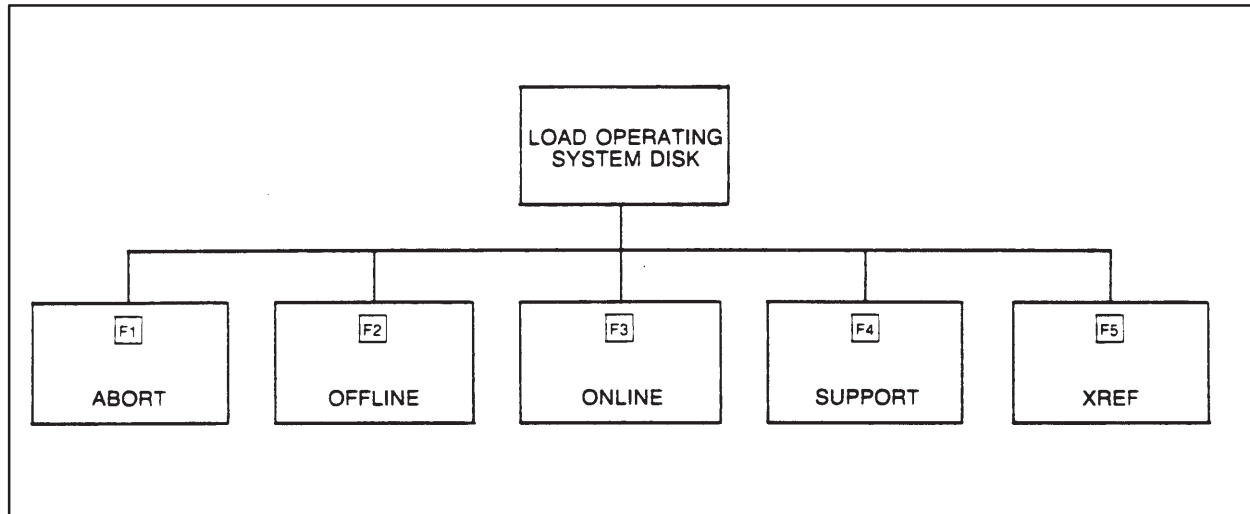 LOAD OPERATING
SYSTEM DISK
F1
ABORT
F2
OFFLINE
F3
ONLINE
F4
SUPPORT
F5
XREF